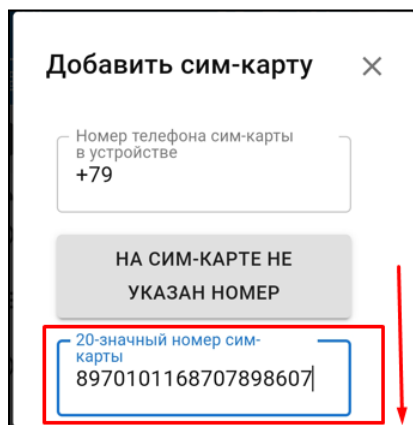 Добавить сим-карту
Номер телефона сим-карты
в устройстве
+79
НА СИМ-КАРТЕ НЕ
УКАЗАН НОМЕР
20-значный номер сим-
карты
8970101168707898607